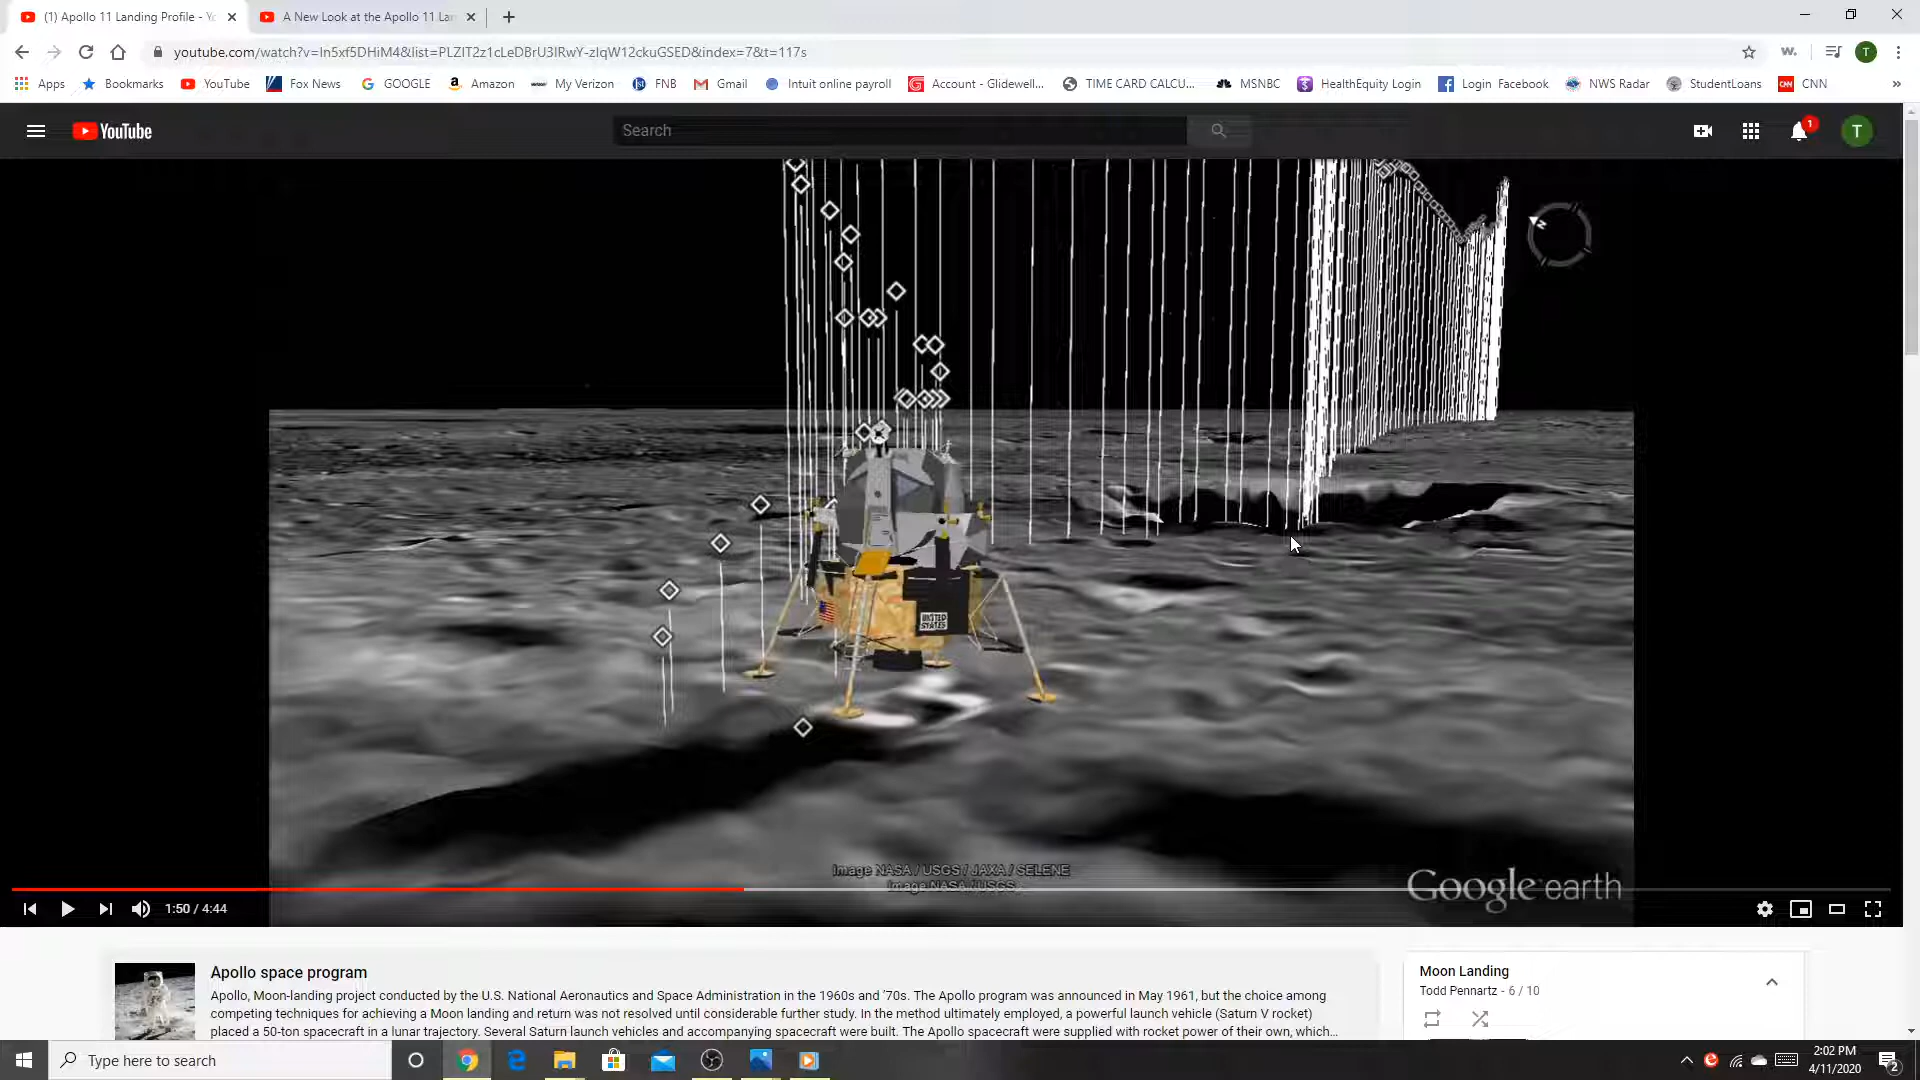 (1) Apollo 11 Landing Profile - Yo
A New Look at the Apollo 11 Lan
youtube.com/watch?v=In5xf5DHiM4&list=PLZIT2z1cLeDBrU3IRwY-zIqW12ckuGSED&index=7&t=117s
w.
T
Apps Bookmarks YouTube Fox News GOOGLE Amazon My Verizon FNB Gmail Intuit online payroll Account - Glidewell... TIME CARD CALCU... MSNBC HealthEquity Login Login Facebook NWS Radar StudentLoans CNN »
YouTube
Search
1
T
N
UNITED
STATES
Image NASA / USGS / JAXA / SELENE
Image NASA / USGS
Google earth
1:50 / 4:44
Apollo space program
Apollo, Moon-landing project conducted by the U.S. National Aeronautics and Space Administration in the 1960s and '70s. The Apollo program was announced in May 1961, but the choice among
competing techniques for achieving a Moon landing and return was not resolved until considerable further study. In the method ultimately employed, a powerful launch vehicle (Saturn V rocket)
placed a 50-ton spacecraft in a lunar trajectory. Several Saturn launch vehicles and accompanying spacecraft were built. The Apollo spacecraft were supplied with rocket power of their own, which...
Moon Landing
Todd Pennartz - 6 / 10
Type here to search
2:02 PM
4/11/2020
2